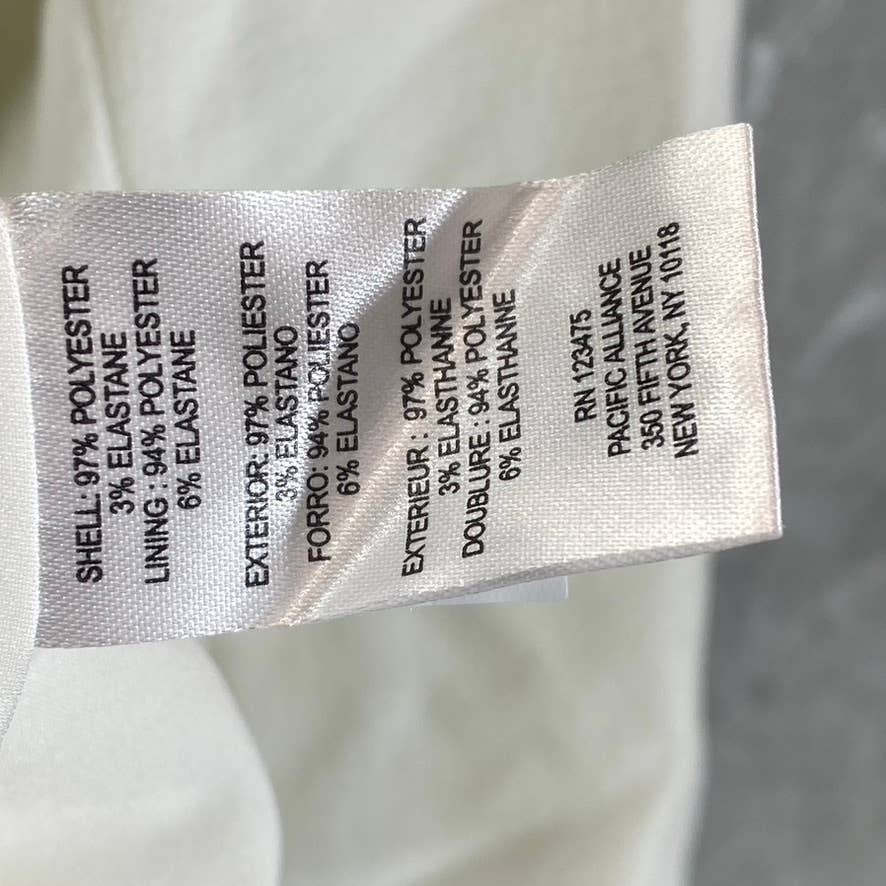 SHELL: 97% POLYESTER
3% ELASTANE
LINING : 94% POLYESTER
6% ELASTANE
EXTERIOR: 97% POLIESTER
3% ELASTANO
FORRO: 94% POLIESTER
6% ELASTANO
EXTERIEUR : 97% POLYESTER
3% ELASTHANNE
DOUBLURE : 94% POLYESTER
6% ELASTHANNE
RN 123475
PACIFIC ALLIANCE
350 FIFTH AVENUE
NEW YORK, NY 10118